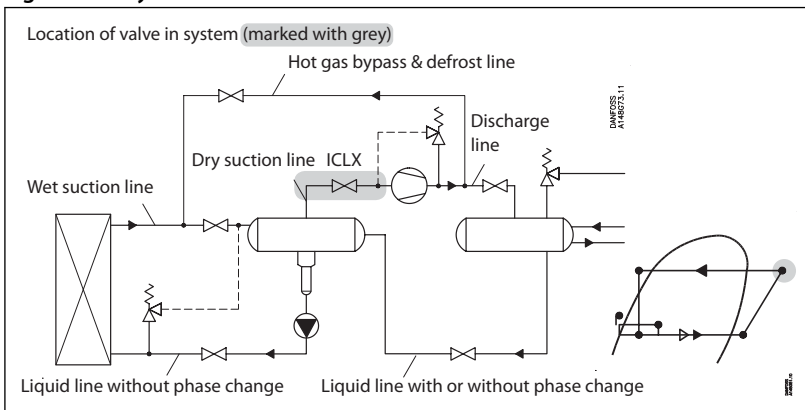 Location of valve in system (marked with grey)
Hot gas bypass & defrost line
DANFOSS
A148G73.11
Discharge
line
Dry suction line ICLX
Wet suction line
Liquid line without phase change
Liquid line with or without phase change